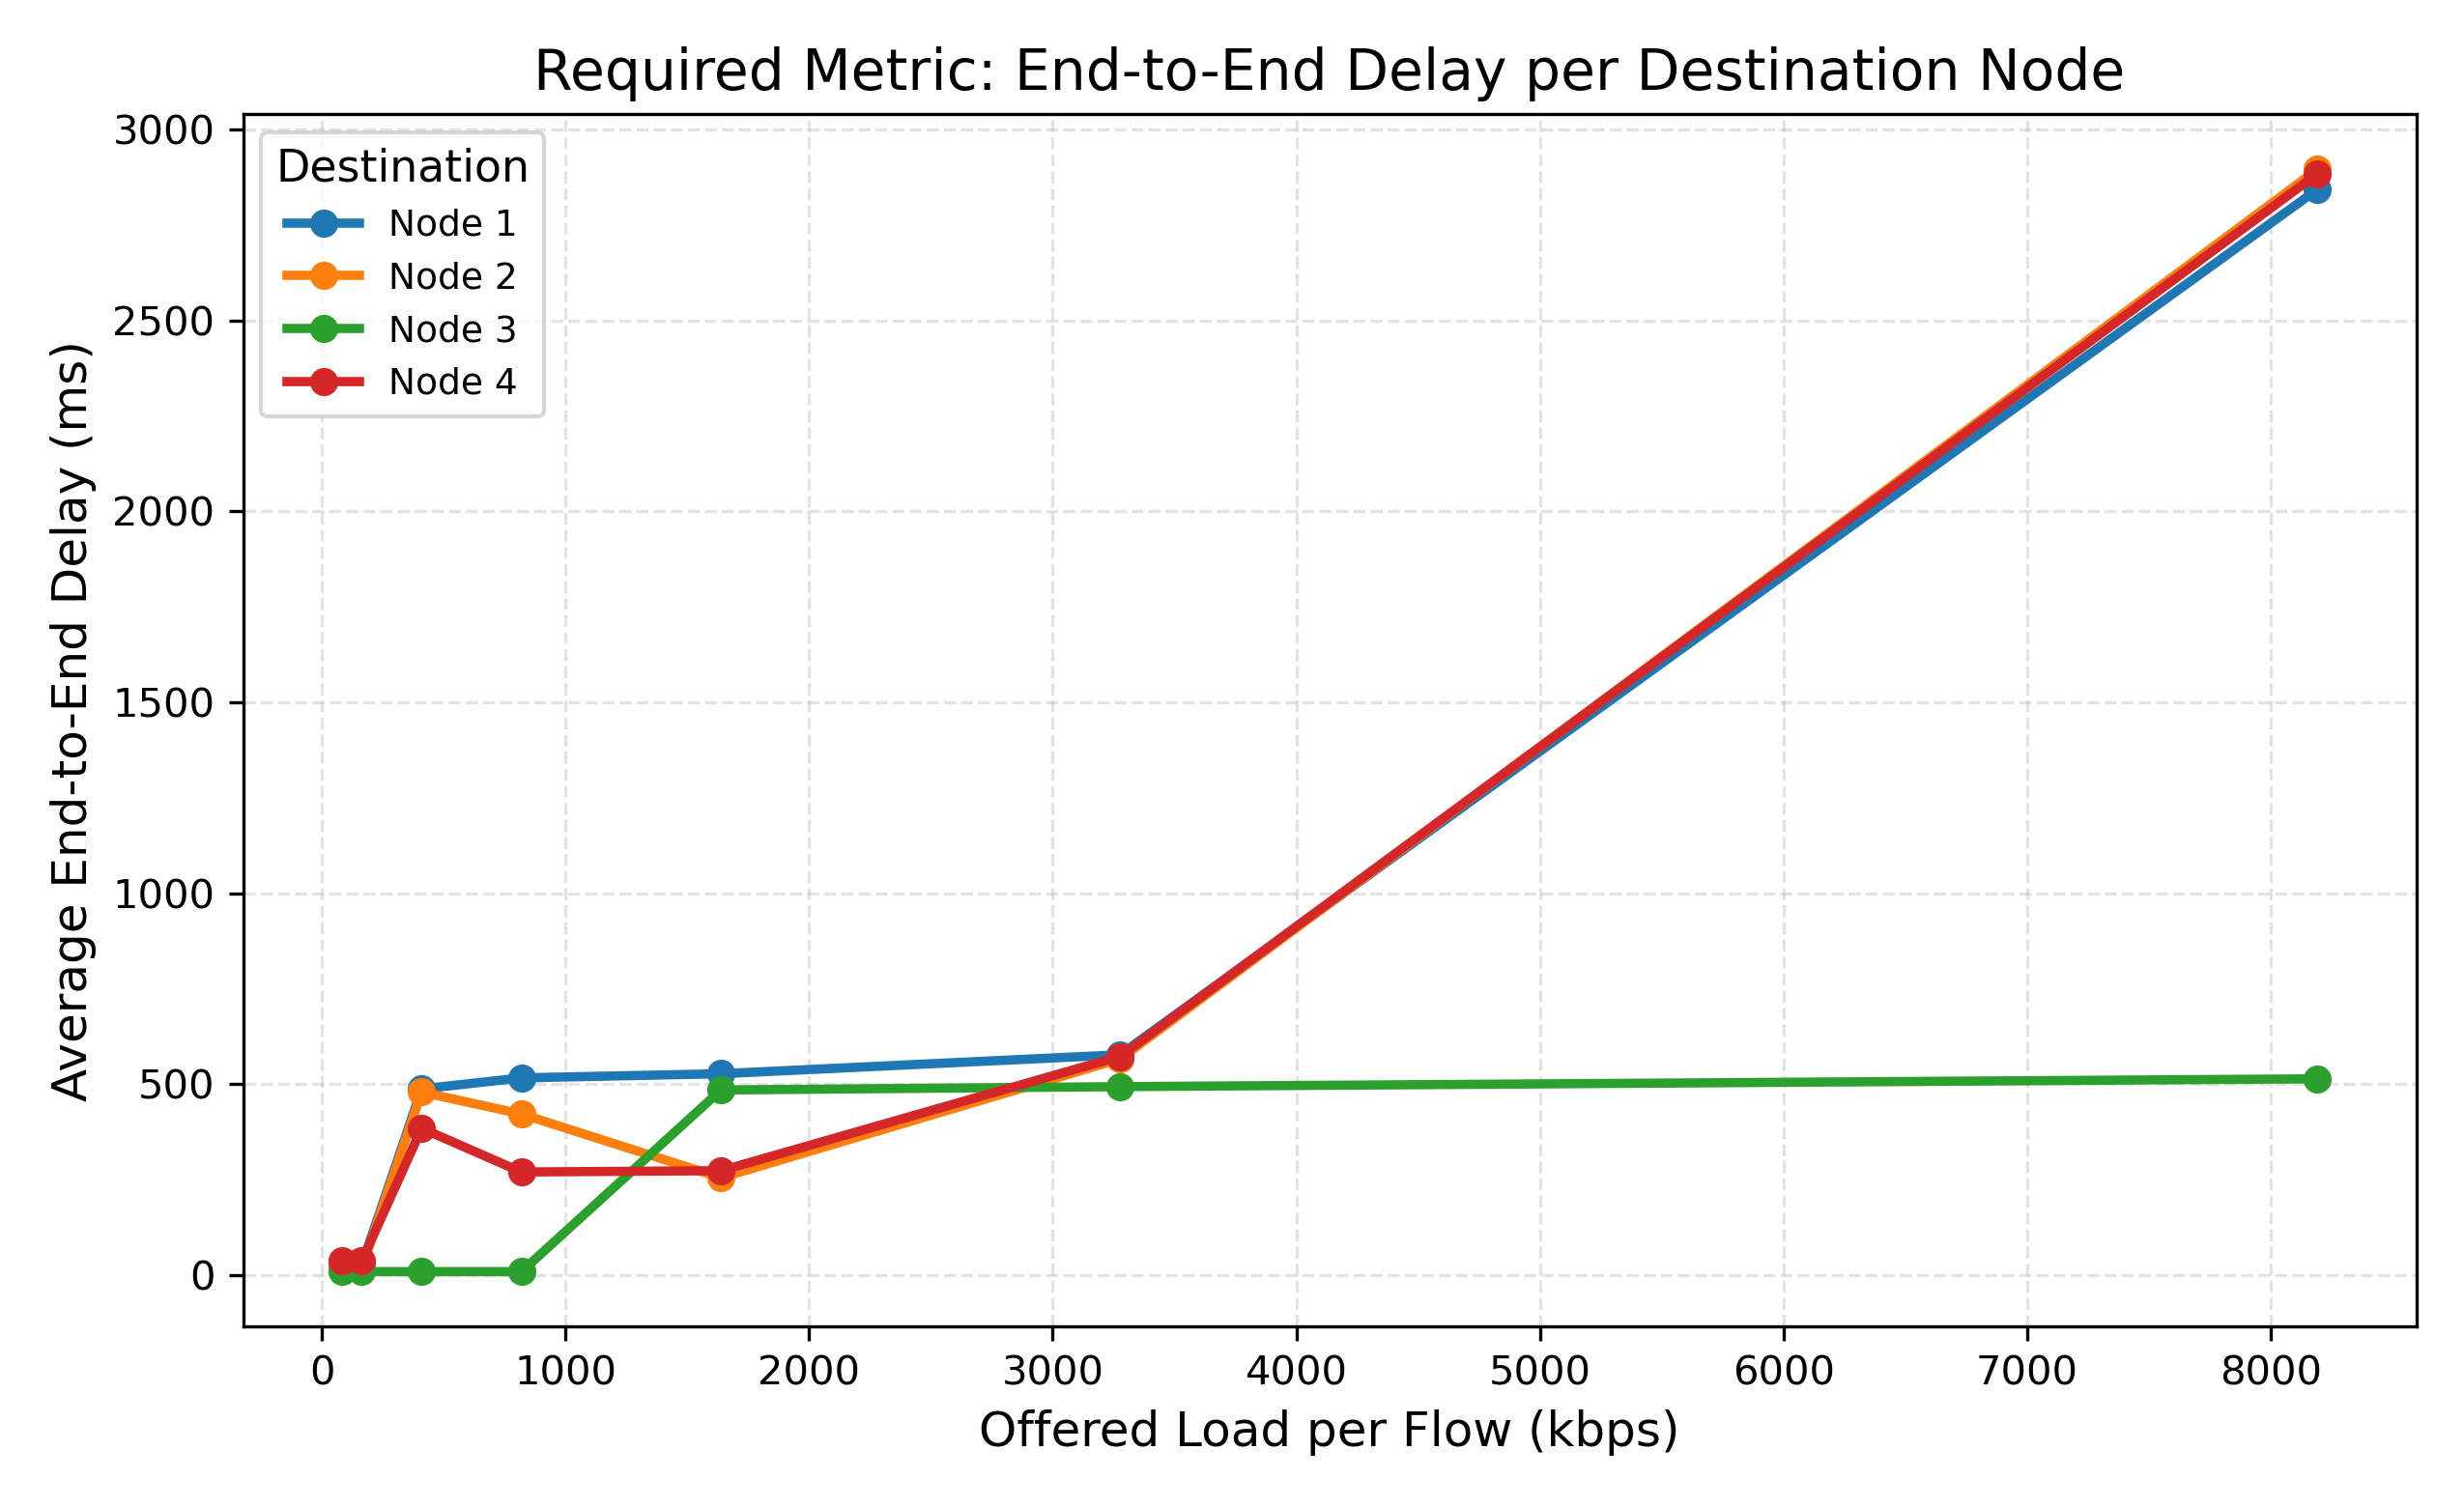 Required Metric: End-to-End Delay per Destination Node
Average End-to-End Delay (ms)
3000
2500
2000
1500
1000
500
0
Destination
Node 1
Node 2
Node 3
Node 4
0 1000 2000 3000 4000 5000 6000 7000 8000
Offered Load per Flow (kbps)